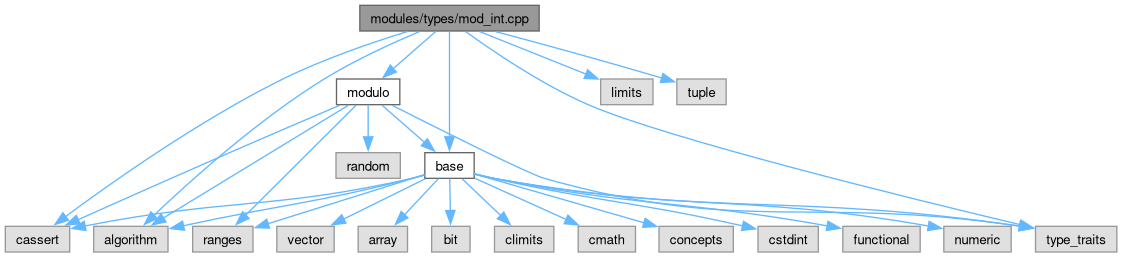 modules/types/mod_int.cpp
modulo
limits
tuple
random
base
cassert
algorithm
ranges
vector
array
bit
climits
cmath
concepts
cstdint
functional
numeric
type_traits